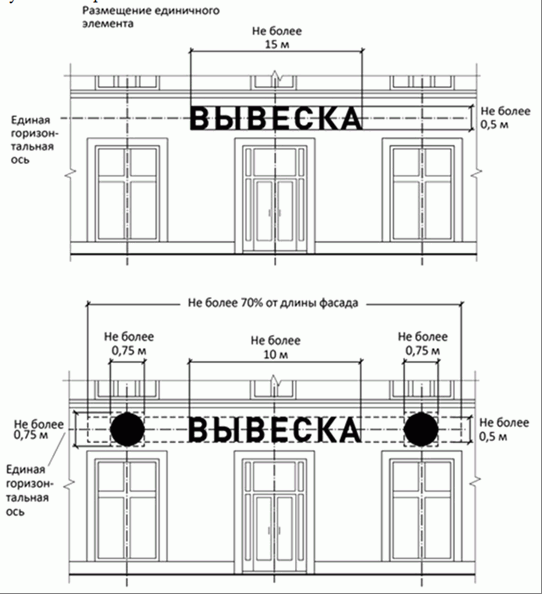 Размещение единичного
элемента
Не более
15 м
ВЫВЕСКА
Не более
0,5 м
Единая
горизон-
тальная
ось
Не более 70% от длины фасада
Не более
0,75 м
Не более
10 м
Не более
0,75 м
Не более
0,75 м
ВЫВЕСКА
Не более
0,5 м
Единая
горизон-
тальная
ось